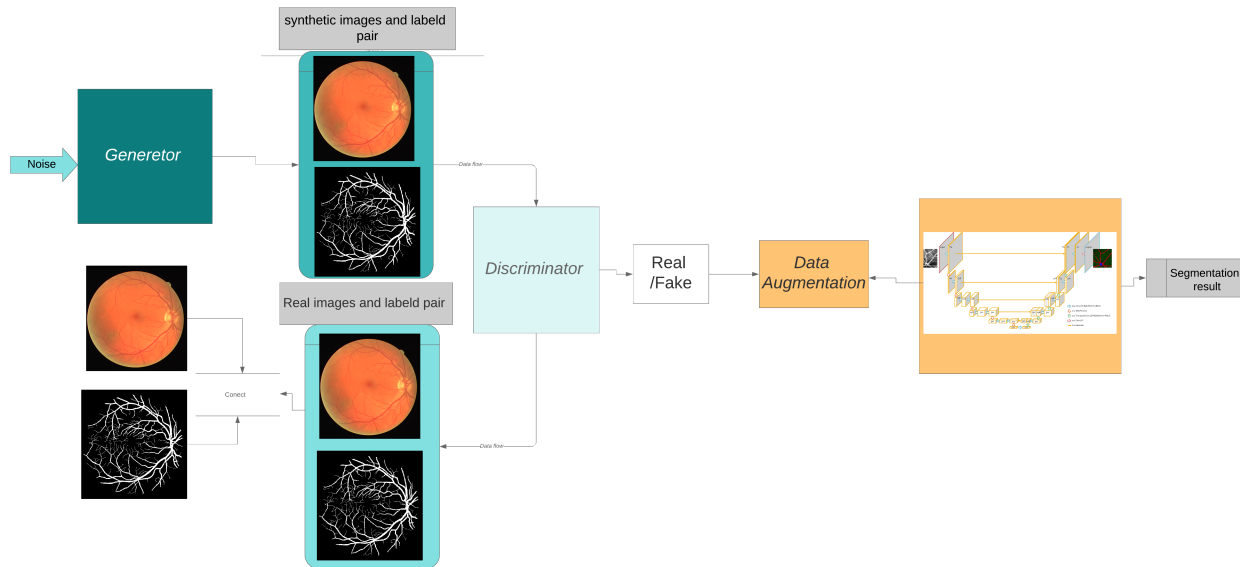 synthetic images and labeld
pair
Noise
Generetor
Data flow
Discriminator
Real
/Fake
Data
Augmentation
Segmentation
result
Real images and labeld pair
Conect
Data flow